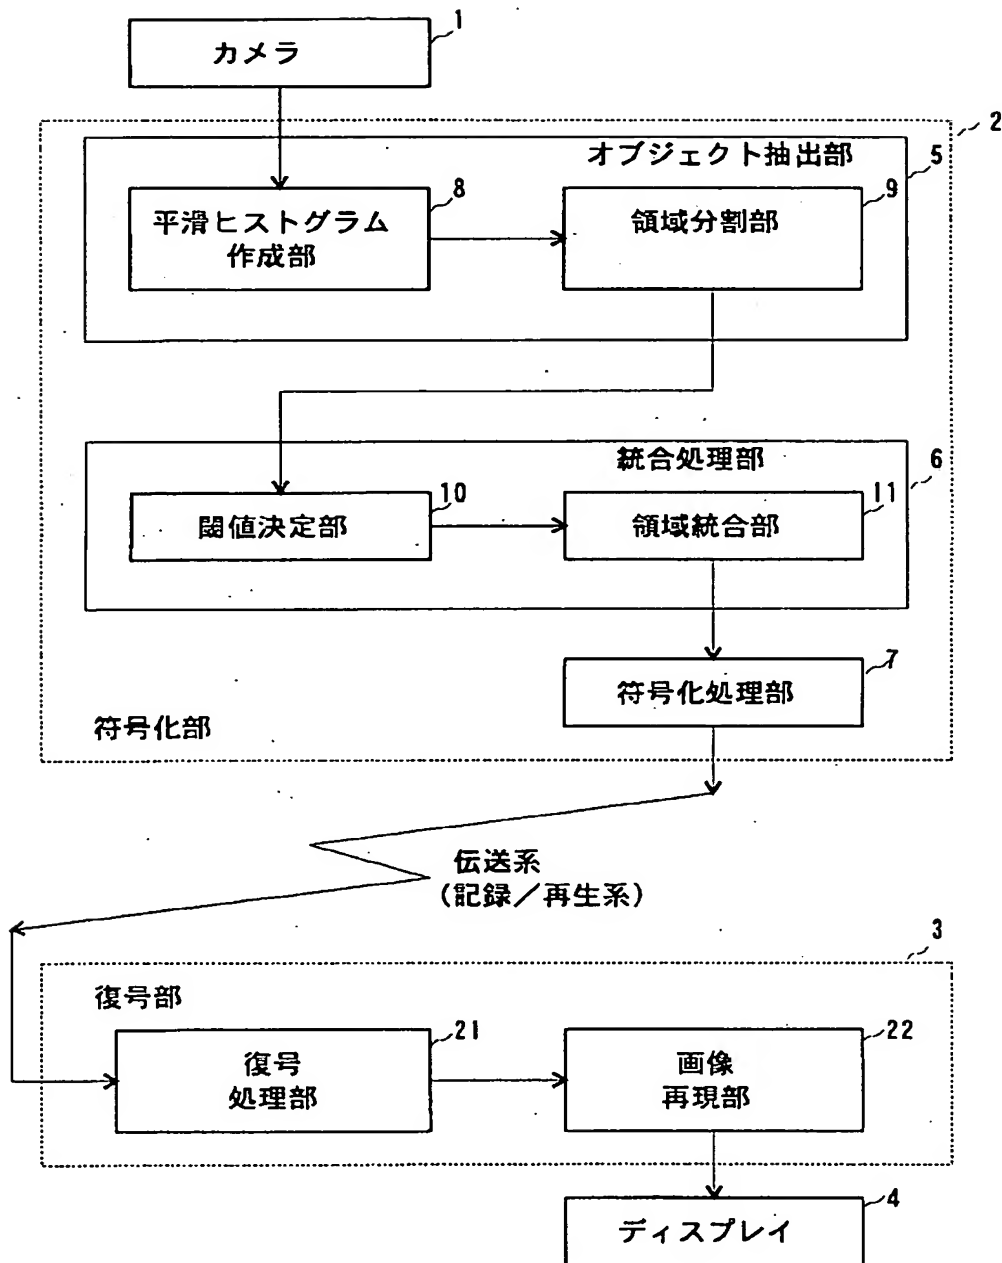 カメラ
1
2
オブジェクト抽出部
5
平滑ヒストグラム
作成部
8
領域分割部
9
統合処理部
6
閾値決定部
10
領域統合部
11
符号化処理部
7
符号化部
伝送系
(記録／再生系)
3
復号部
復号
処理部
21
画像
再現部
22
ディスプレイ
4